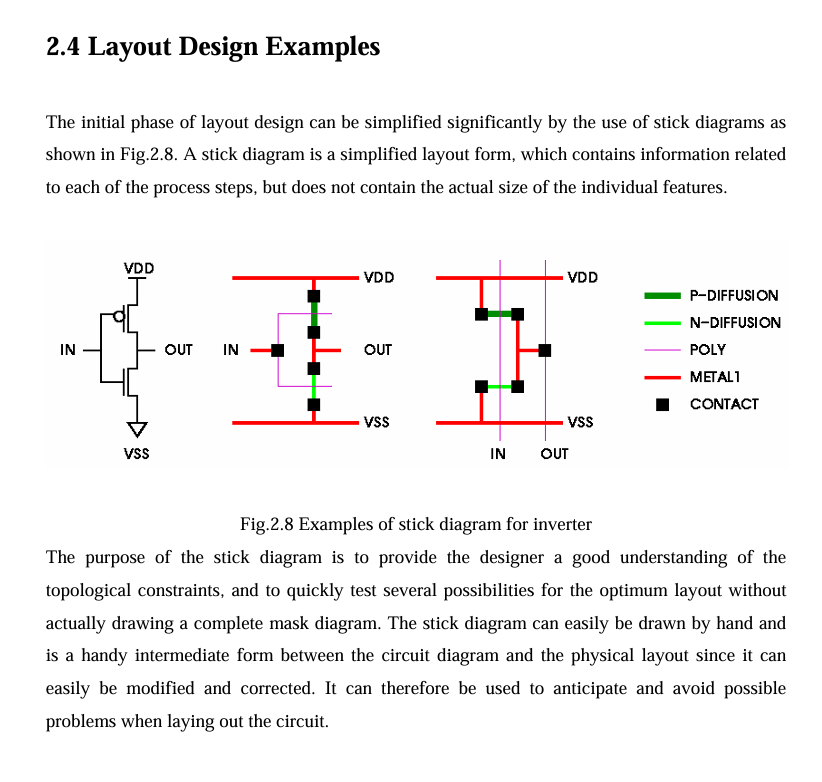 2.4 Layout Design Examples
The initial phase of layout design can be simplified significantly by the use of stick diagrams as
shown in Fig.2.8. A stick diagram is a simplified layout form, which contains information related
to each of the process steps, but does not contain the actual size of the individual features.
VDD
IN
OUT
VSS
VDD
IN
OUT
VSS
VDD
VSS
IN OUT
P-DIFFUSION
N-DIFFUSION
POLY
METAL1
CONTACT
Fig.2.8 Examples of stick diagram for inverter
The purpose of the stick diagram is to provide the designer a good understanding of the
topological constraints, and to quickly test several possibilities for the optimum layout without
actually drawing a complete mask diagram. The stick diagram can easily be drawn by hand and
is a handy intermediate form between the circuit diagram and the physical layout since it can
easily be modified and corrected. It can therefore be used to anticipate and avoid possible
problems when laying out the circuit.